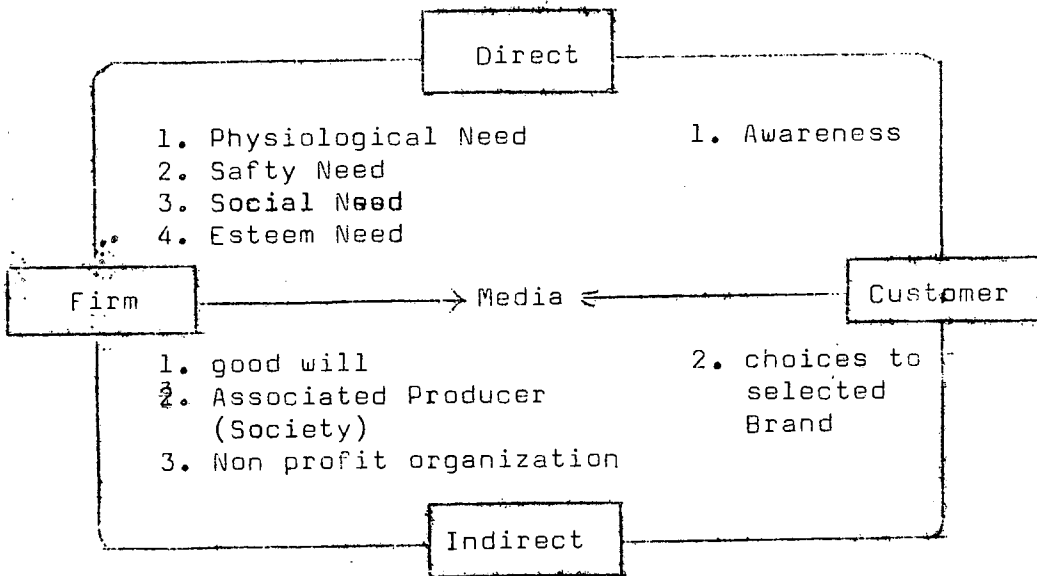 Direct
1. Physiological Need
2. Safty Need
3. Social Need
4. Esteem Need
1. Awareness
Firm
Media
Customer
1. good will
2. Associated Producer
(Society)
3. Non profit organization
2. choices to
selected
Brand
Indirect